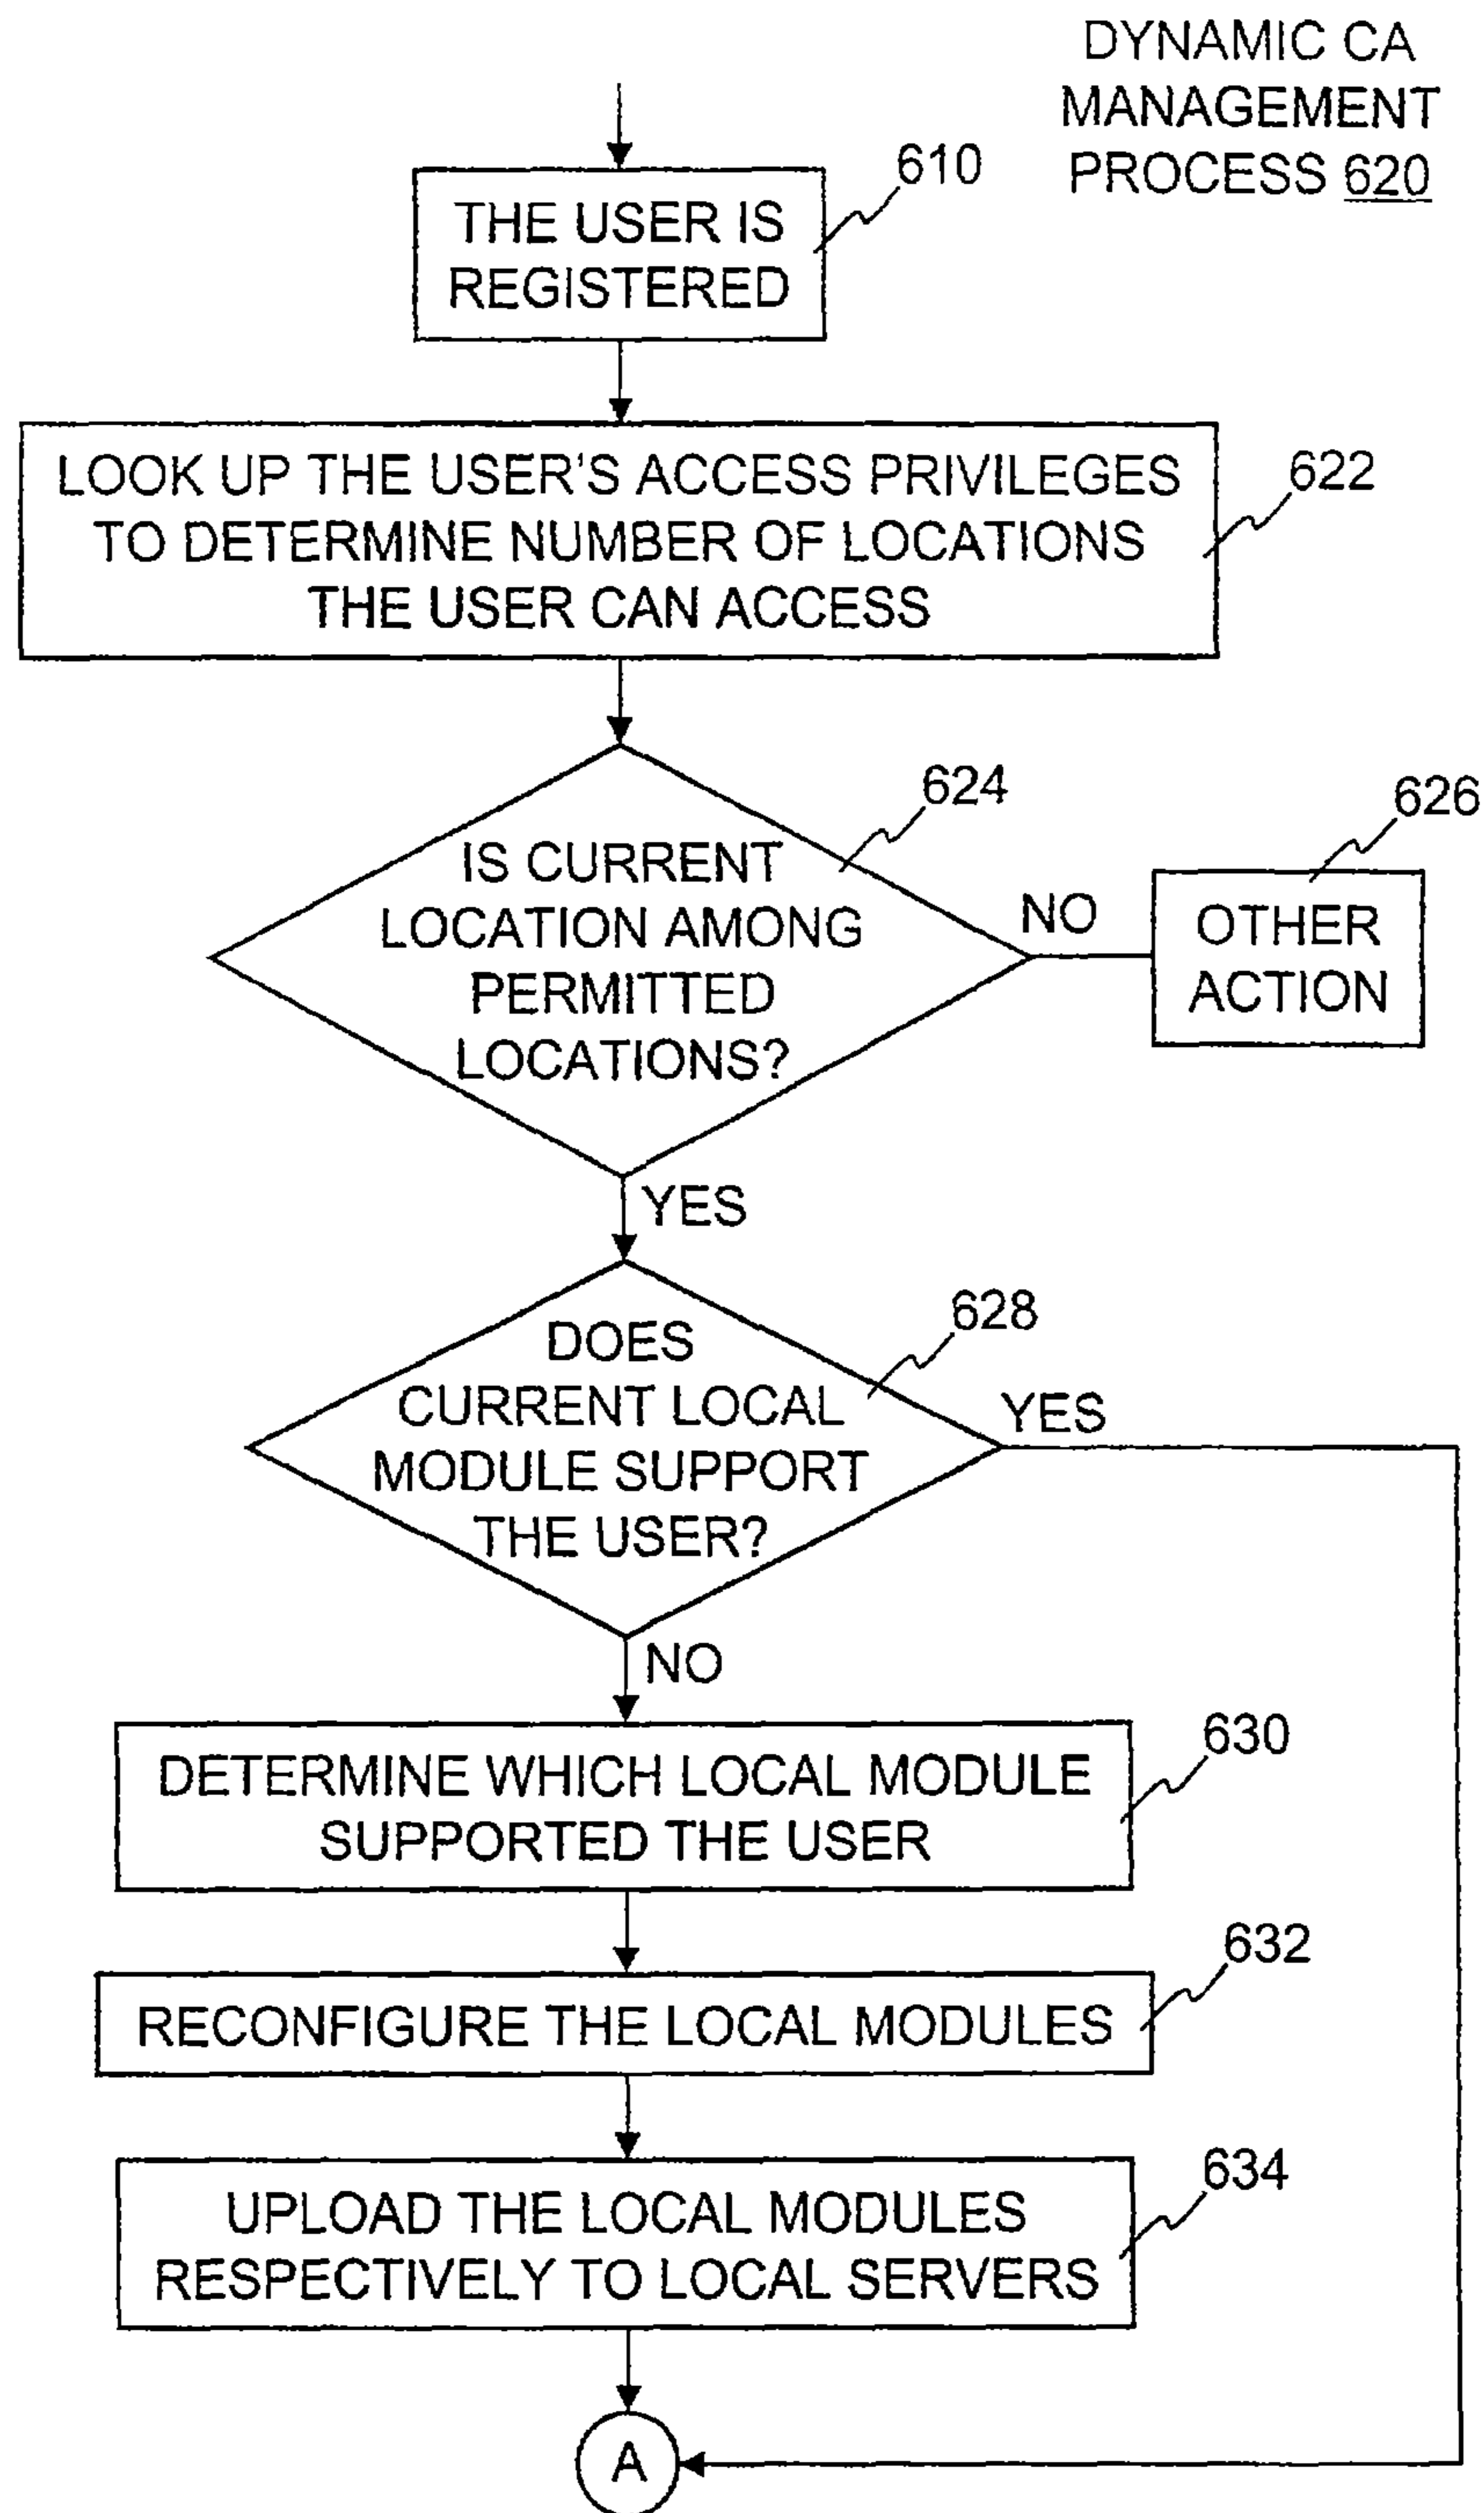 DYNAMIC CA
MANAGEMENT
PROCESS 620
610
THE USER IS
REGISTERED
622
LOOK UP THE USER'S ACCESS PRIVILEGES
TO DETERMINE NUMBER OF LOCATIONS
THE USER CAN ACCESS
624
IS CURRENT
LOCATION AMONG
PERMITTED
LOCATIONS?
NO
626
OTHER
ACTION
YES
628
DOES
CURRENT LOCAL
MODULE SUPPORT
THE USER?
YES
NO
630
DETERMINE WHICH LOCAL MODULE
SUPPORTED THE USER
632
RECONFIGURE THE LOCAL MODULES
634
UPLOAD THE LOCAL MODULES
RESPECTIVELY TO LOCAL SERVERS
A